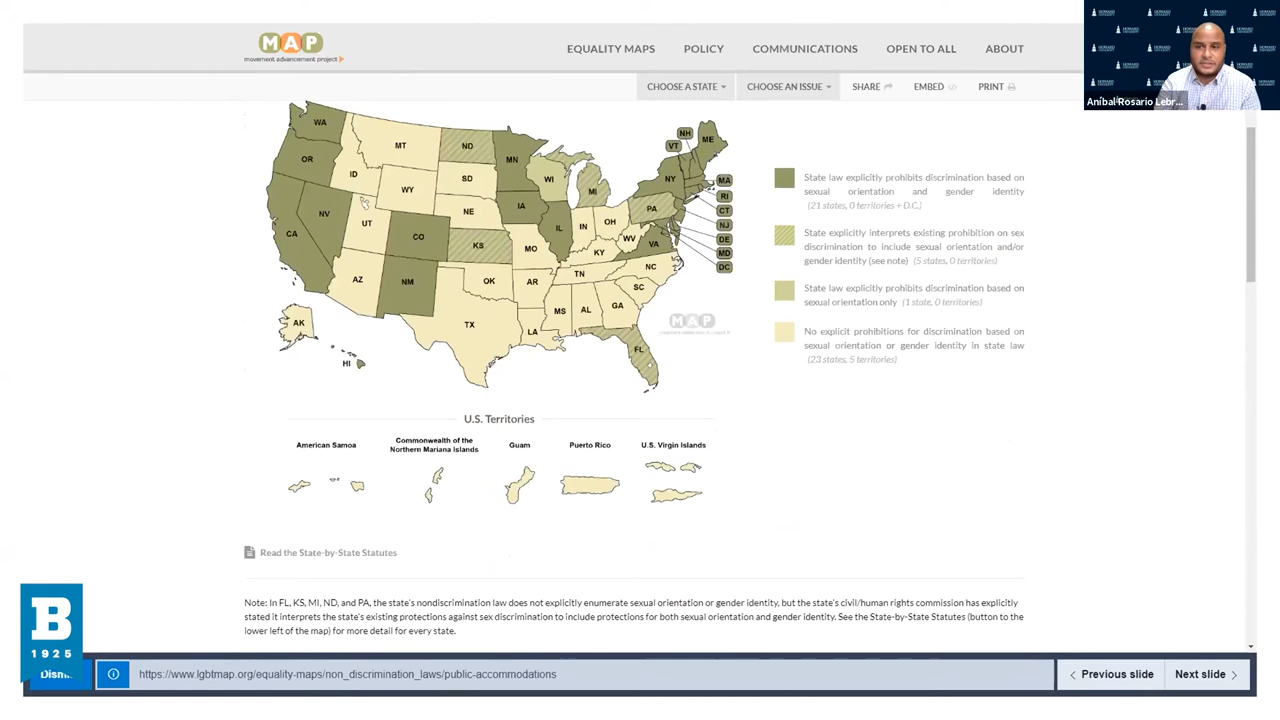 MAP
movement advancement project
EQUALITY MAPS POLICY COMMUNICATIONS OPEN TO ALL ABOUT
CHOOSE A STATE CHOOSE AN ISSUE SHARE EMBED PRINT
HOWARD UNIVERSITY
Aníbal Rosario Lebr...
WA
OR
CA
NV
ID
MT
WY
UT
AZ
CO
NM
ND
SD
NE
KS
OK
TX
MN
IA
MO
AR
LA
WI
IL
MI
IN
OH
KY
TN
MS
AL
GA
FL
SC
NC
VA
WV
PA
NY
VT
NH
ME
MA
RI
CT
NJ
DE
MD
DC
AK
HI
MAP
State law explicitly prohibits discrimination based on
sexual orientation and gender identity
(21 states, 0 territories + D.C.)
State explicitly interprets existing prohibition on sex
discrimination to include sexual orientation and/or
gender identity (see note) (5 states, 0 territories)
State law explicitly prohibits discrimination based on
sexual orientation only (1 state, 0 territories)
No explicit prohibitions for discrimination based on
sexual orientation or gender identity in state law
(23 states, 5 territories)
U.S. Territories
American Samoa
Commonwealth of the
Northern Mariana Islands
Guam
Puerto Rico
U.S. Virgin Islands
Read the State-by-State Statutes
Note: In FL, KS, MI, ND, and PA, the state's nondiscrimination law does not explicitly enumerate sexual orientation or gender identity, but the state's civil/human rights commission has explicitly
stated it interprets the state's existing protections against sex discrimination to include protections for both sexual orientation and gender identity. See the State-by-State Statutes (button to the
lower left of the map) for more detail for every state.
B
1925
Dismi
https://www.lgbtmap.org/equality-maps/non_discrimination_laws/public-accommodations
Previous slide Next slide